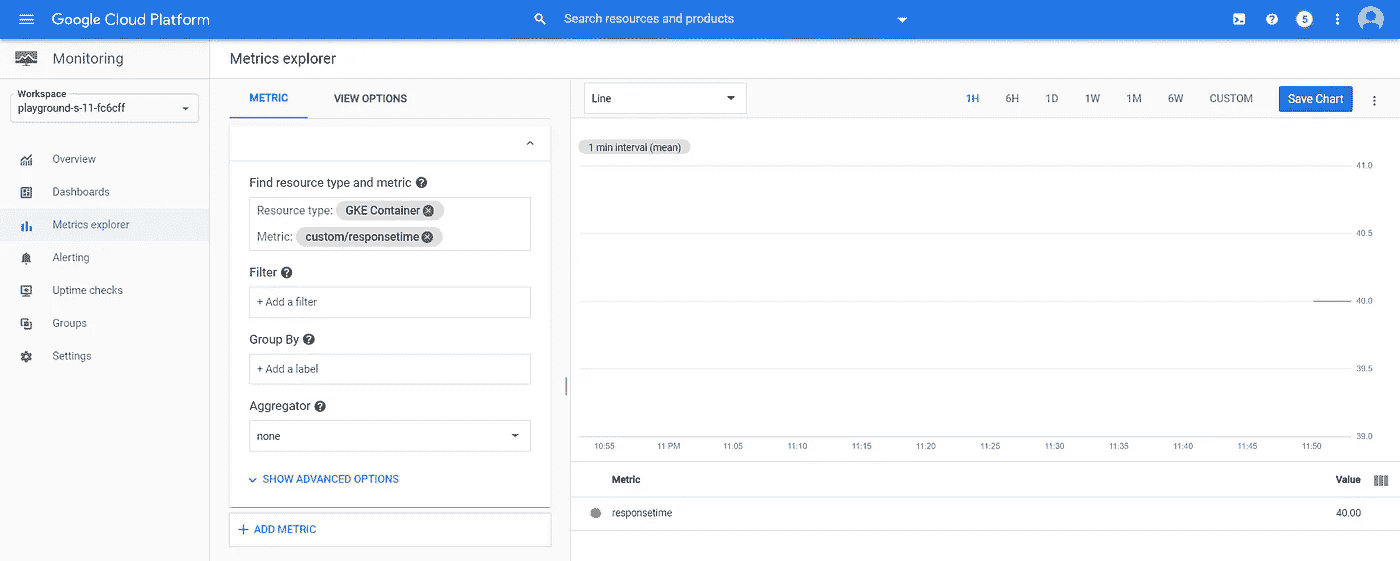 Google Cloud Platform
Search resources and products
5
Monitoring
Metrics explorer
Workspace
playground-s-11-fc6cff
Overview
Dashboards
Metrics explorer
Alerting
Uptime checks
Groups
Settings
METRIC VIEW OPTIONS
Find resource type and metric ?
Resource type: GKE Container
Metric: custom/responsetime
Filter ?
+ Add a filter
Group By ?
+ Add a label
Aggregator ?
none
SHOW ADVANCED OPTIONS
+ ADD METRIC
Line
1H 6H 1D 1W 1M 6W CUSTOM Save Chart
1 min interval (mean)
41.0
40.5
40.0
39.5
39.0
10:55 11 PM 11:05 11:10 11:15 11:20 11:25 11:30 11:35 11:40 11:45 11:50
Metric Value
responsetime 40.00